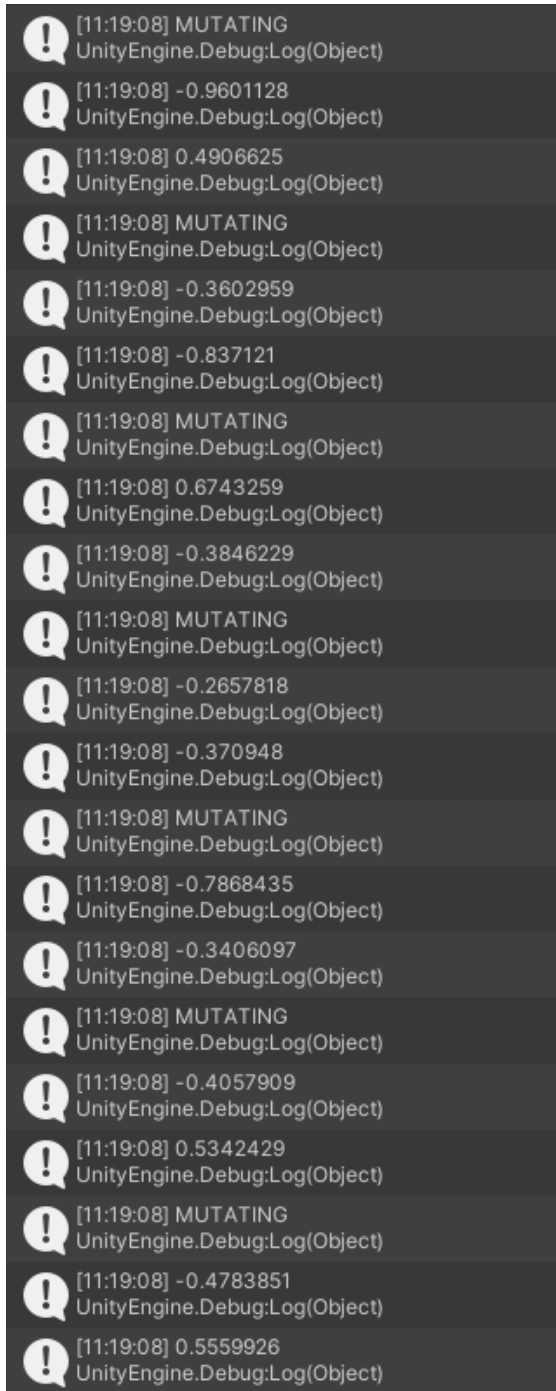 [11:19:08] MUTATING
UnityEngine.Debug:Log(Object)
[11:19:08] -0.9601128
UnityEngine.Debug:Log(Object)
[11:19:08] 0.4906625
UnityEngine.Debug:Log(Object)
[11:19:08] MUTATING
UnityEngine.Debug:Log(Object)
[11:19:08] -0.3602959
UnityEngine.Debug:Log(Object)
[11:19:08] -0.837121
UnityEngine.Debug:Log(Object)
[11:19:08] MUTATING
UnityEngine.Debug:Log(Object)
[11:19:08] 0.6743259
UnityEngine.Debug:Log(Object)
[11:19:08] -0.3846229
UnityEngine.Debug:Log(Object)
[11:19:08] MUTATING
UnityEngine.Debug:Log(Object)
[11:19:08] -0.2657818
UnityEngine.Debug:Log(Object)
[11:19:08] -0.370948
UnityEngine.Debug:Log(Object)
[11:19:08] MUTATING
UnityEngine.Debug:Log(Object)
[11:19:08] -0.7868435
UnityEngine.Debug:Log(Object)
[11:19:08] -0.3406097
UnityEngine.Debug:Log(Object)
[11:19:08] MUTATING
UnityEngine.Debug:Log(Object)
[11:19:08] -0.4057909
UnityEngine.Debug:Log(Object)
[11:19:08] 0.5342429
UnityEngine.Debug:Log(Object)
[11:19:08] MUTATING
UnityEngine.Debug:Log(Object)
[11:19:08] -0.4783851
UnityEngine.Debug:Log(Object)
[11:19:08] 0.5559926
UnityEngine.Debug:Log(Object)